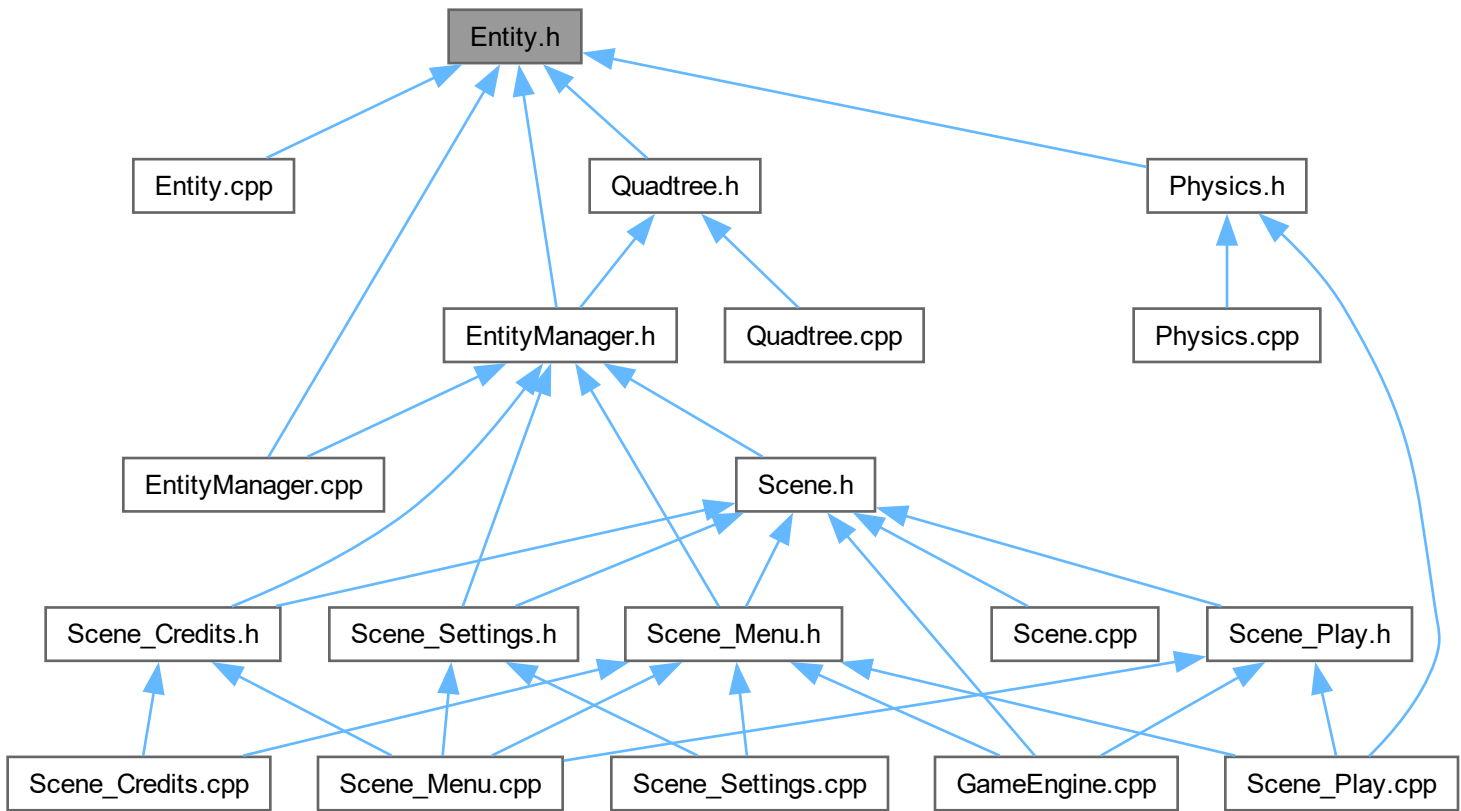 Entity.h
Entity.cpp
Quadtree.h
Physics.h
EntityManager.h
Quadtree.cpp
Physics.cpp
EntityManager.cpp
Scene.h
Scene_Credits.h
Scene_Settings.h
Scene_Menu.h
Scene.cpp
Scene_Play.h
Scene_Credits.cpp
Scene_Menu.cpp
Scene_Settings.cpp
GameEngine.cpp
Scene_Play.cpp